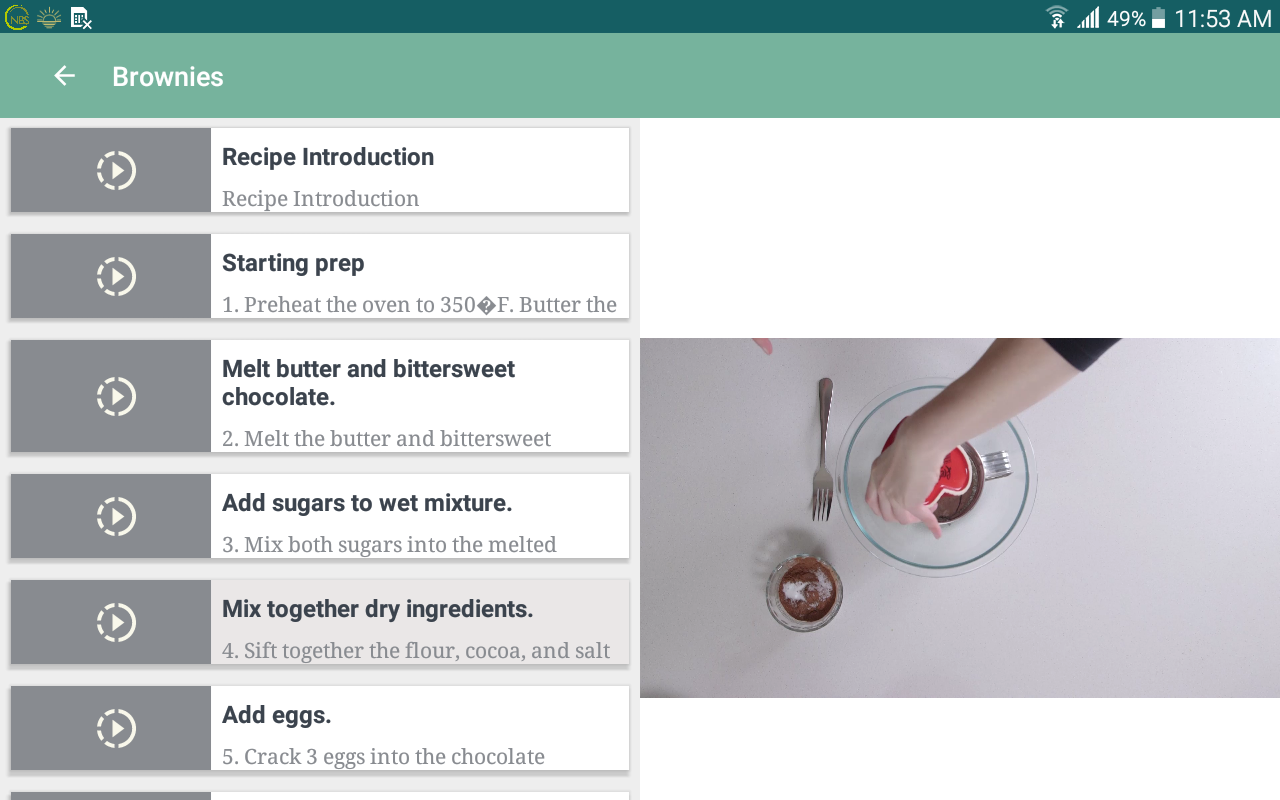 NBS
49%
11:53 AM
Brownies
Recipe Introduction
Recipe Introduction
Starting prep
1. Preheat the oven to 350�F. Butter the
Melt butter and bittersweet
chocolate.
2. Melt the butter and bittersweet
Add sugars to wet mixture.
3. Mix both sugars into the melted
Mix together dry ingredients.
4. Sift together the flour, cocoa, and salt
Add eggs.
5. Crack 3 eggs into the chocolate